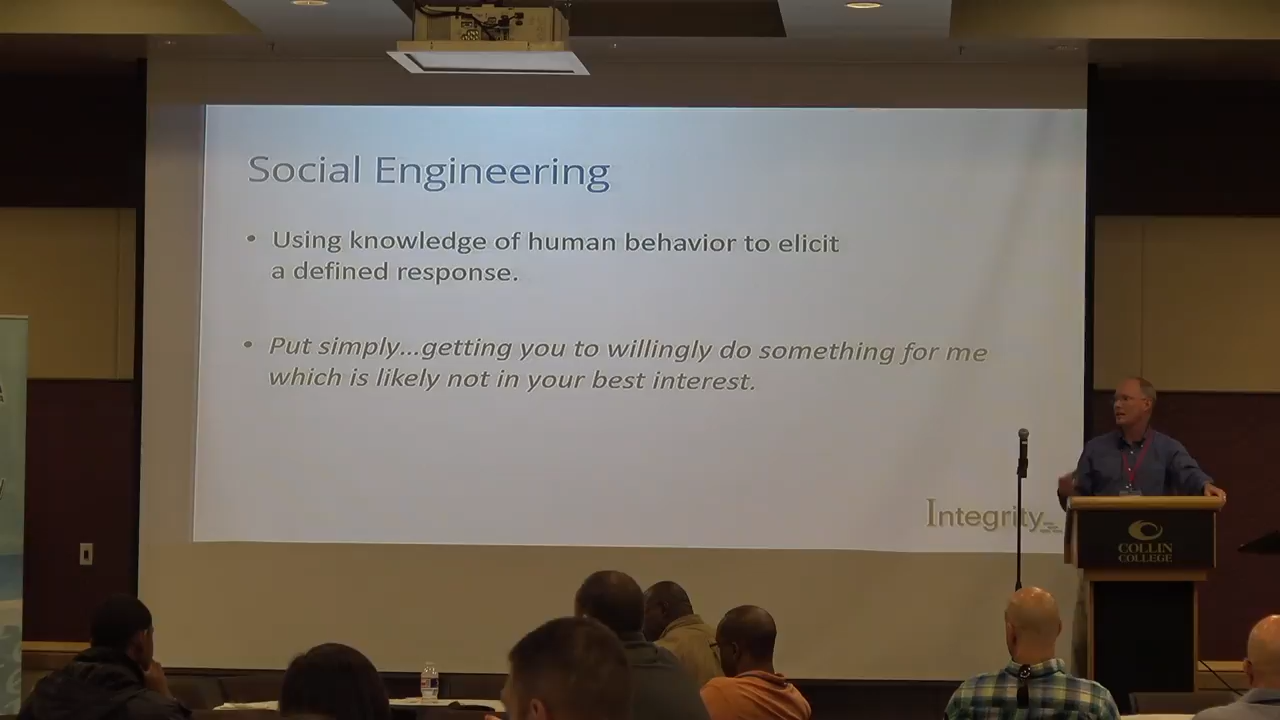 Social Engineering
• Using knowledge of human behavior to elicit
a defined response.
• Put simply...getting you to willingly do something for me
which is likely not in your best interest.
Integrity
COLLIN
COLLEGE